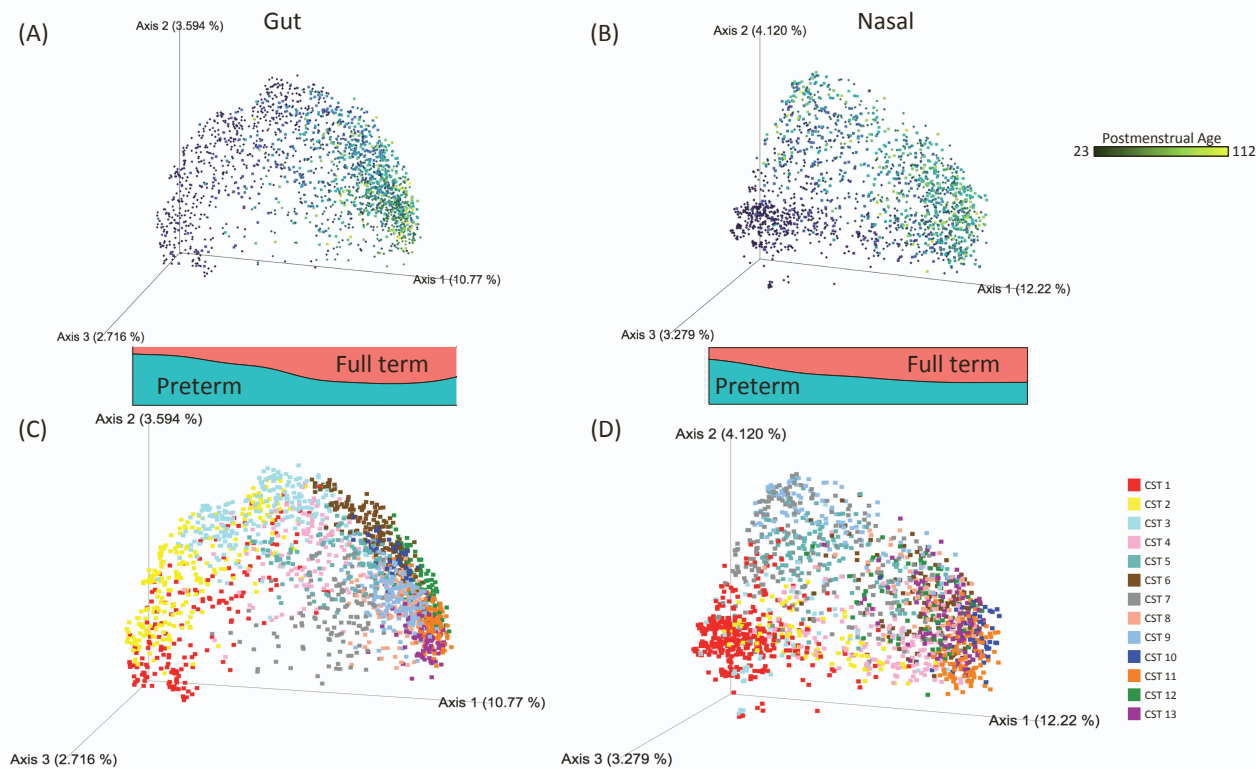 (A)
Gut
Axis 2 (3.594 %)
Axis 1 (10.77 %)
Axis 3 (2.716 %)
(B)
Nasal
Axis 2 (4.120 %)
Axis 1 (12.22 %)
Axis 3 (3.279 %)
Postmenstrual Age
23
112
Full term
Preterm
Full term
Preterm
(C)
Axis 2 (3.594 %)
Axis 1 (10.77 %)
Axis 3 (2.716 %)
(D)
Axis 2 (4.120 %)
Axis 1 (12.22 %)
Axis 3 (3.279 %)
CST 1
CST 2
CST 3
CST 4
CST 5
CST 6
CST 7
CST 8
CST 9
CST 10
CST 11
CST 12
CST 13